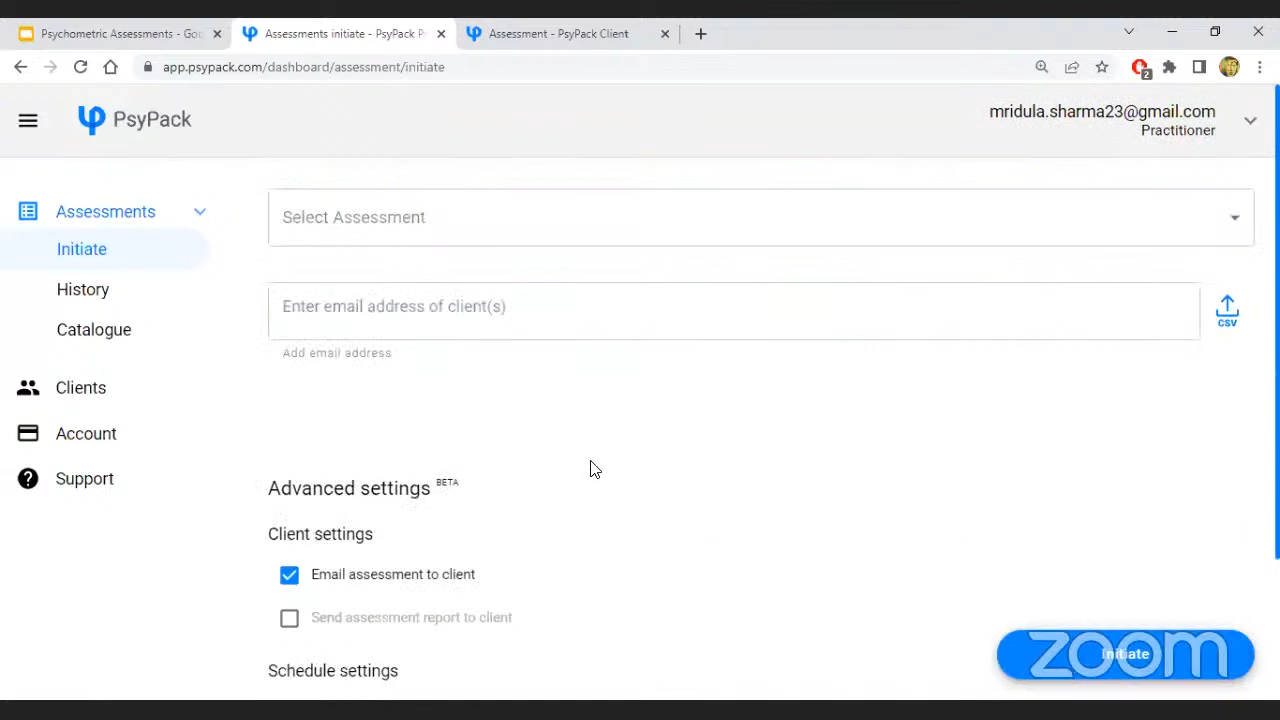 Psychometric Assessments - Goo
Assessments initiate - PsyPack P
Assessment - PsyPack Client
app.psypack.com/dashboard/assessment/initiate
2
PsyPack
mridula.sharma23@gmail.com
Practitioner
Assessments
Initiate
History
Catalogue
Clients
Account
Support
Select Assessment
Enter email address of client(s)
CSV
Add email address
Advanced settings BETA
Client settings
Email assessment to client
Send assessment report to client
Schedule settings
Initiate
zoom